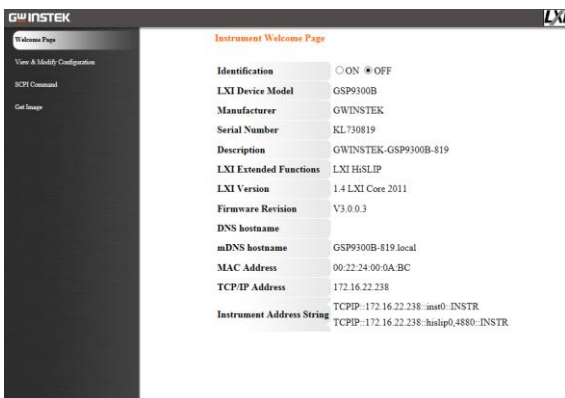 GWINSTEK
LXI
Welcome Page
View & Modify Configuration
SCPI Command
Get Image
Instrument Welcome Page
Identification ON OFF
LXI Device Model GSP9300B
Manufacturer GWINSTEK
Serial Number KL730819
Description GWINSTEK-GSP9300B-819
LXI Extended Functions LXI HiSLIP
LXI Version 1.4 LXI Core 2011
Firmware Revision V3.0.0.3
DNS hostname
mDNS hostname GSP9300B-819.local
MAC Address 00:22:24:00:0A:BC
TCP/IP Address 172.16.22.238
Instrument Address String TCPIP::172.16.22.238::inst0::INSTR
TCPIP::172.16.22.238::hislip0,4880::INSTR